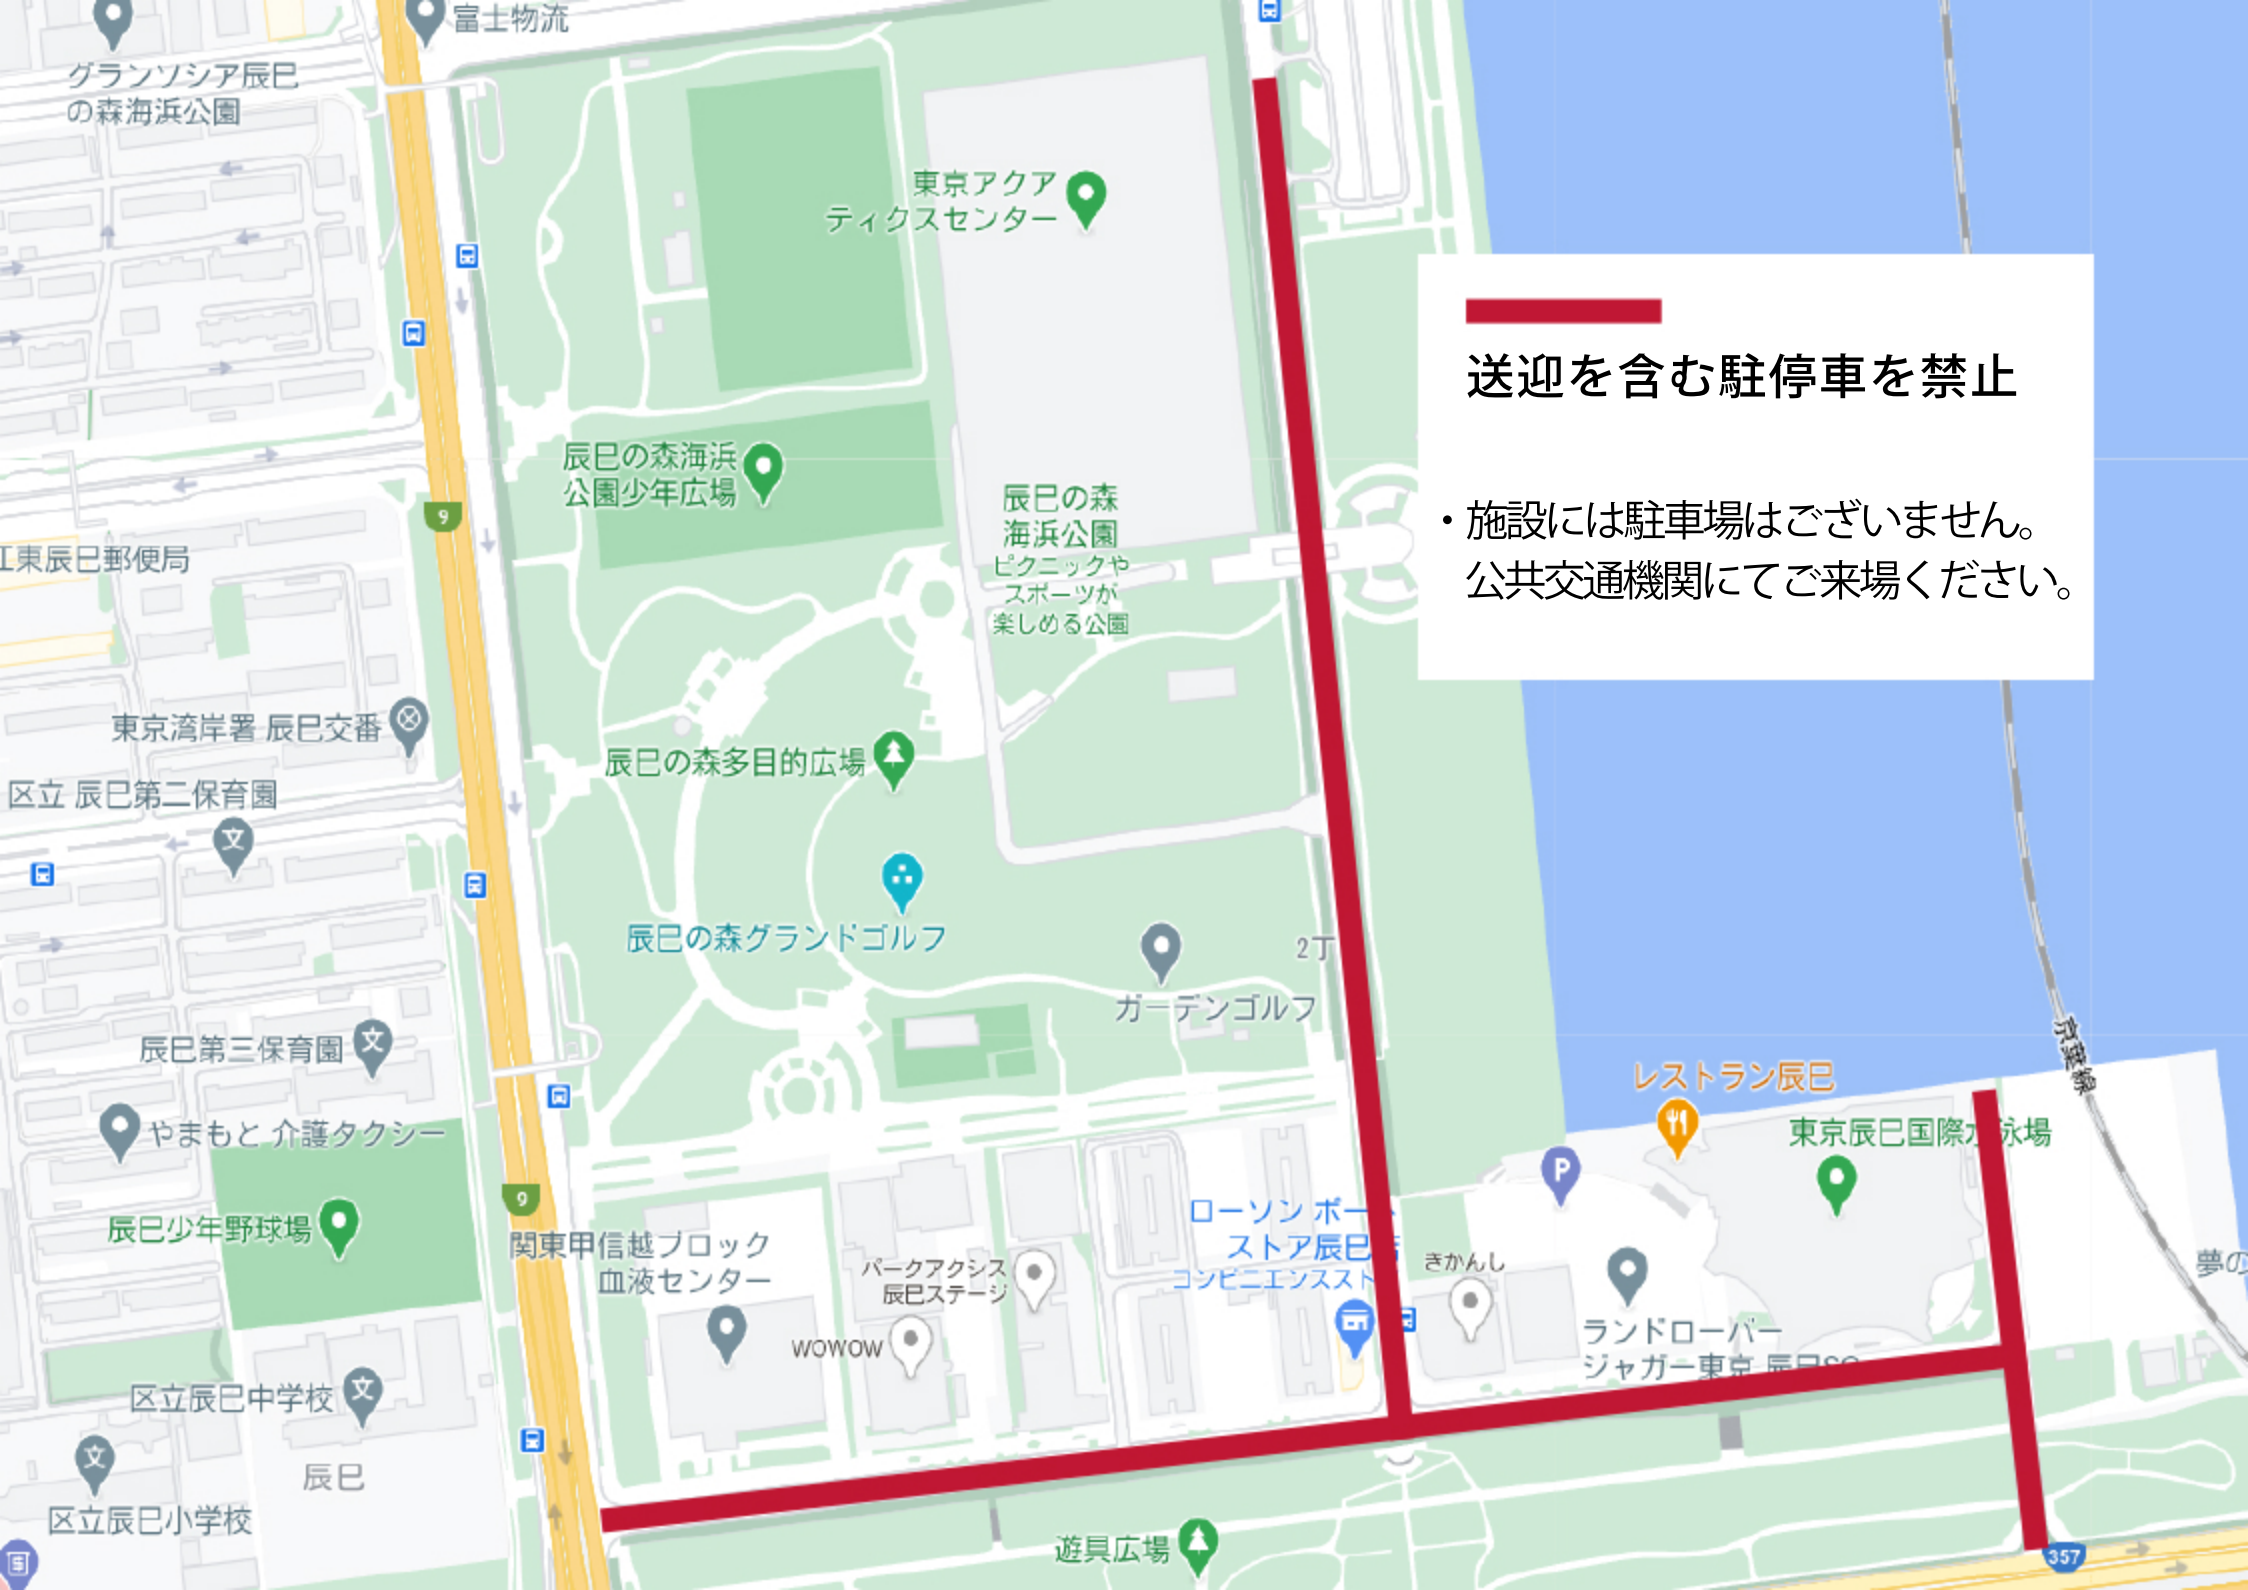 富士物流
グランソシア辰巳
の森海浜公園
東京アクア
ティクスセンター
送迎を含む駐停車を禁止
・施設には駐車場はございません。
公共交通機関にてご来場ください。
辰巳の森海浜
公園少年広場
辰巳の森
海浜公園
ピクニックや
スポーツが
楽しめる公園
9
江東辰巳郵便局
東京湾岸署 辰巳交番
辰巳の森多目的広場
区立 辰巳第二保育園
辰巳の森グランドゴルフ
2丁
ガーデンゴルフ
京葉線
辰巳第三保育園
レストラン辰巳
やまもと 介護タクシー
東京辰巳国際水泳場
P
9
辰巳少年野球場
関東甲信越ブロック
血液センター
パークアクシス
辰巳ステージ
ローソン ポート
ストア辰巳店
コンビニエンススト
きかんし
夢の
WOWOW
ランドローバー
ジャガー東京 辰巳SC
区立辰巳中学校
辰巳
区立辰巳小学校
遊具広場
357